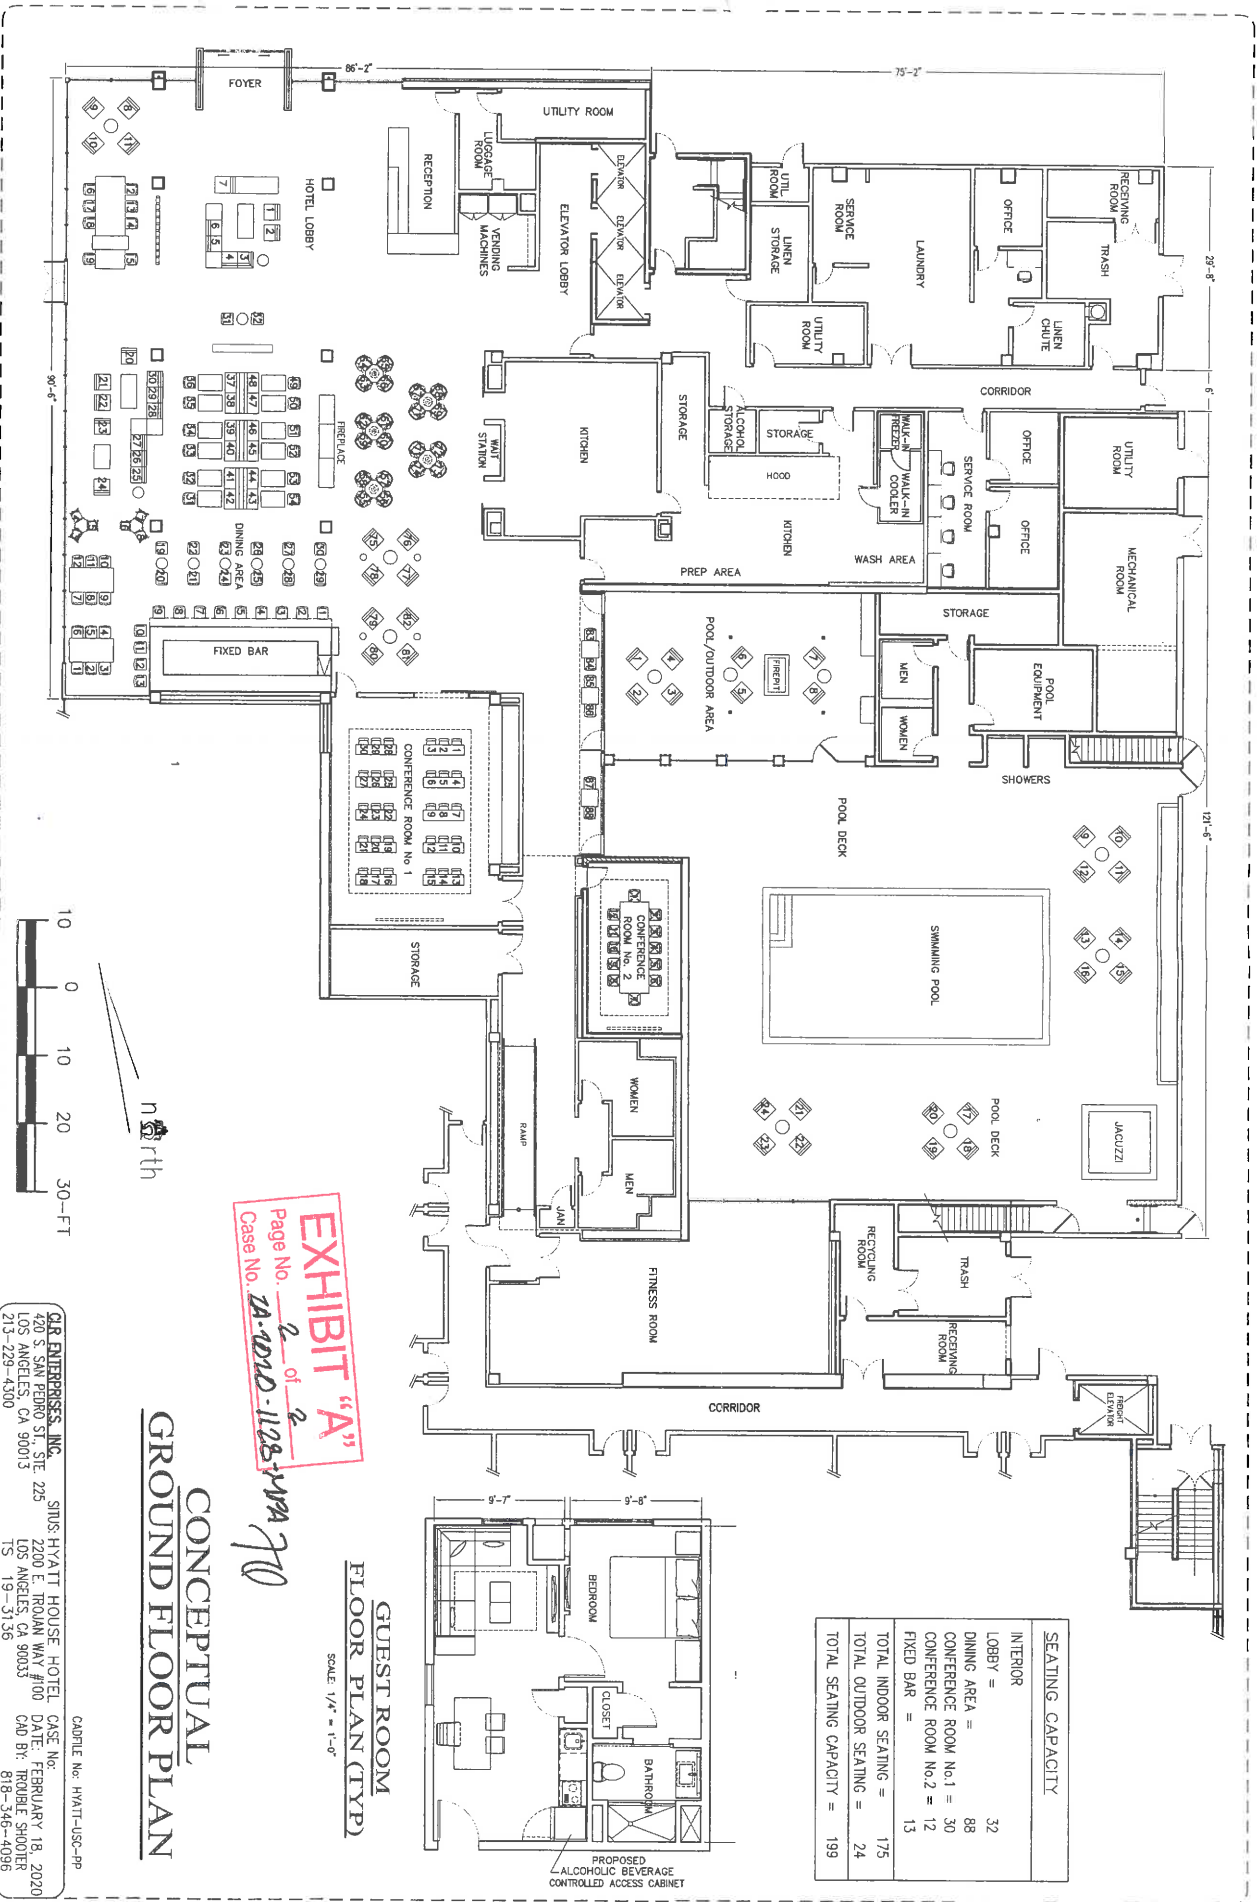 86'-2"
75'-2"
FOYER
UTILITY ROOM
LUGGAGE
ROOM
RECEPTION
VENDING
MACHINES
HOTEL LOBBY
ELEVATOR LOBBY
ELEVATOR
ELEVATOR
ELEVATOR
UTIL
ROOM
LINEN
STORAGE
SERVICE
ROOM
LAUNDRY
OFFICE
RECEIVING
ROOM
TRASH
LINEN
CHUTE
UTILITY
ROOM
29'-8"
6'
CORRIDOR
90'-6"
FIREPLACE
WAIT
STATION
KITCHEN
STORAGE
ALCOHOL
STORAGE
STORAGE
HOOD
WALK-IN
FREZER
WALK-IN
COOLER
SERVICE ROOM
OFFICE
OFFICE
UTILITY
ROOM
MECHANICAL
ROOM
KITCHEN
WASH AREA
PREP AREA
DINING
AREA
FIXED BAR
POOL/OUTDOOR AREA
FIREPIT
STORAGE
MEN
WOMEN
POOL
EQUIPMENT
SHOWERS
121'-6"
CONFERENCE ROOM No 1
STORAGE
CONFERENCE
ROOM No. 2
POOL DECK
SWIMMING POOL
POOL DECK
JACUZZI
WOMEN
MEN
RAMP
JAN
FITNESS ROOM
RECYCLING
ROOM
TRASH
RECEIVING
ROOM
CORRIDOR
FREIGHT
ELEVATOR
10 0 10 20 30-FT
north
EXHIBIT "A"
Page No. 2 of 2
Case No. ZA-2020-1128-MPA
9'-7"
9'-8"
BEDROOM
CLOSET
BATHROOM
PROPOSED
ALCOHOLIC BEVERAGE
CONTROLLED ACCESS CABINET
GUEST ROOM
FLOOR PLAN (TYP)
SCALE: 1/4" = 1'-0"
SEATING CAPACITY
INTERIOR
LOBBY = 32
DINING AREA = 88
CONFERENCE ROOM No.1 = 30
CONFERENCE ROOM No.2 = 12
FIXED BAR = 13
TOTAL INDOOR SEATING = 175
TOTAL OUTDOOR SEATING = 24
TOTAL SEATING CAPACITY = 199
CONCEPTUAL
GROUND FLOOR PLAN
CADFILE No: HYATT-USC-PP
CLR ENTERPRISES, INC.
420 S. SAN PEDRO ST., STE. 225
LOS ANGELES, CA 90013
213-229-4300
SITUS: HYATT HOUSE HOTEL
2200 E. TROJAN WAY #100
LOS ANGELES, CA 90033
TS 19-3136
CASE No:
DATE: FEBRUARY 18, 2020
CAD BY: TROUBLE SHOOTER
818-346-4096